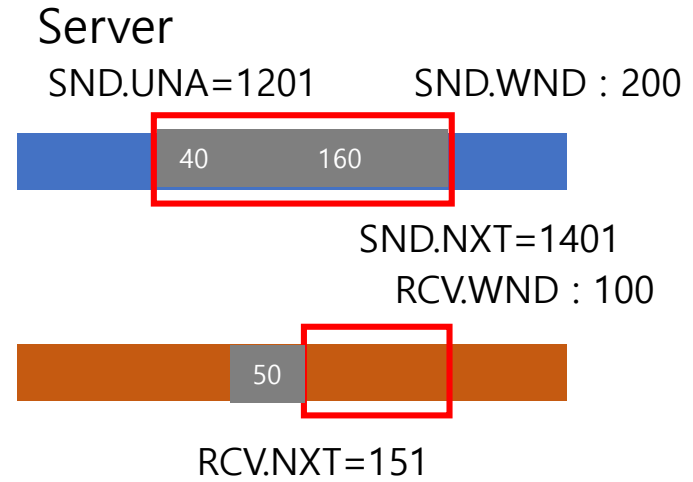 Server
SND.UNA=1201 SND.WND : 200
40 160
SND.NXT=1401
RCV.WND : 100
50
RCV.NXT=151